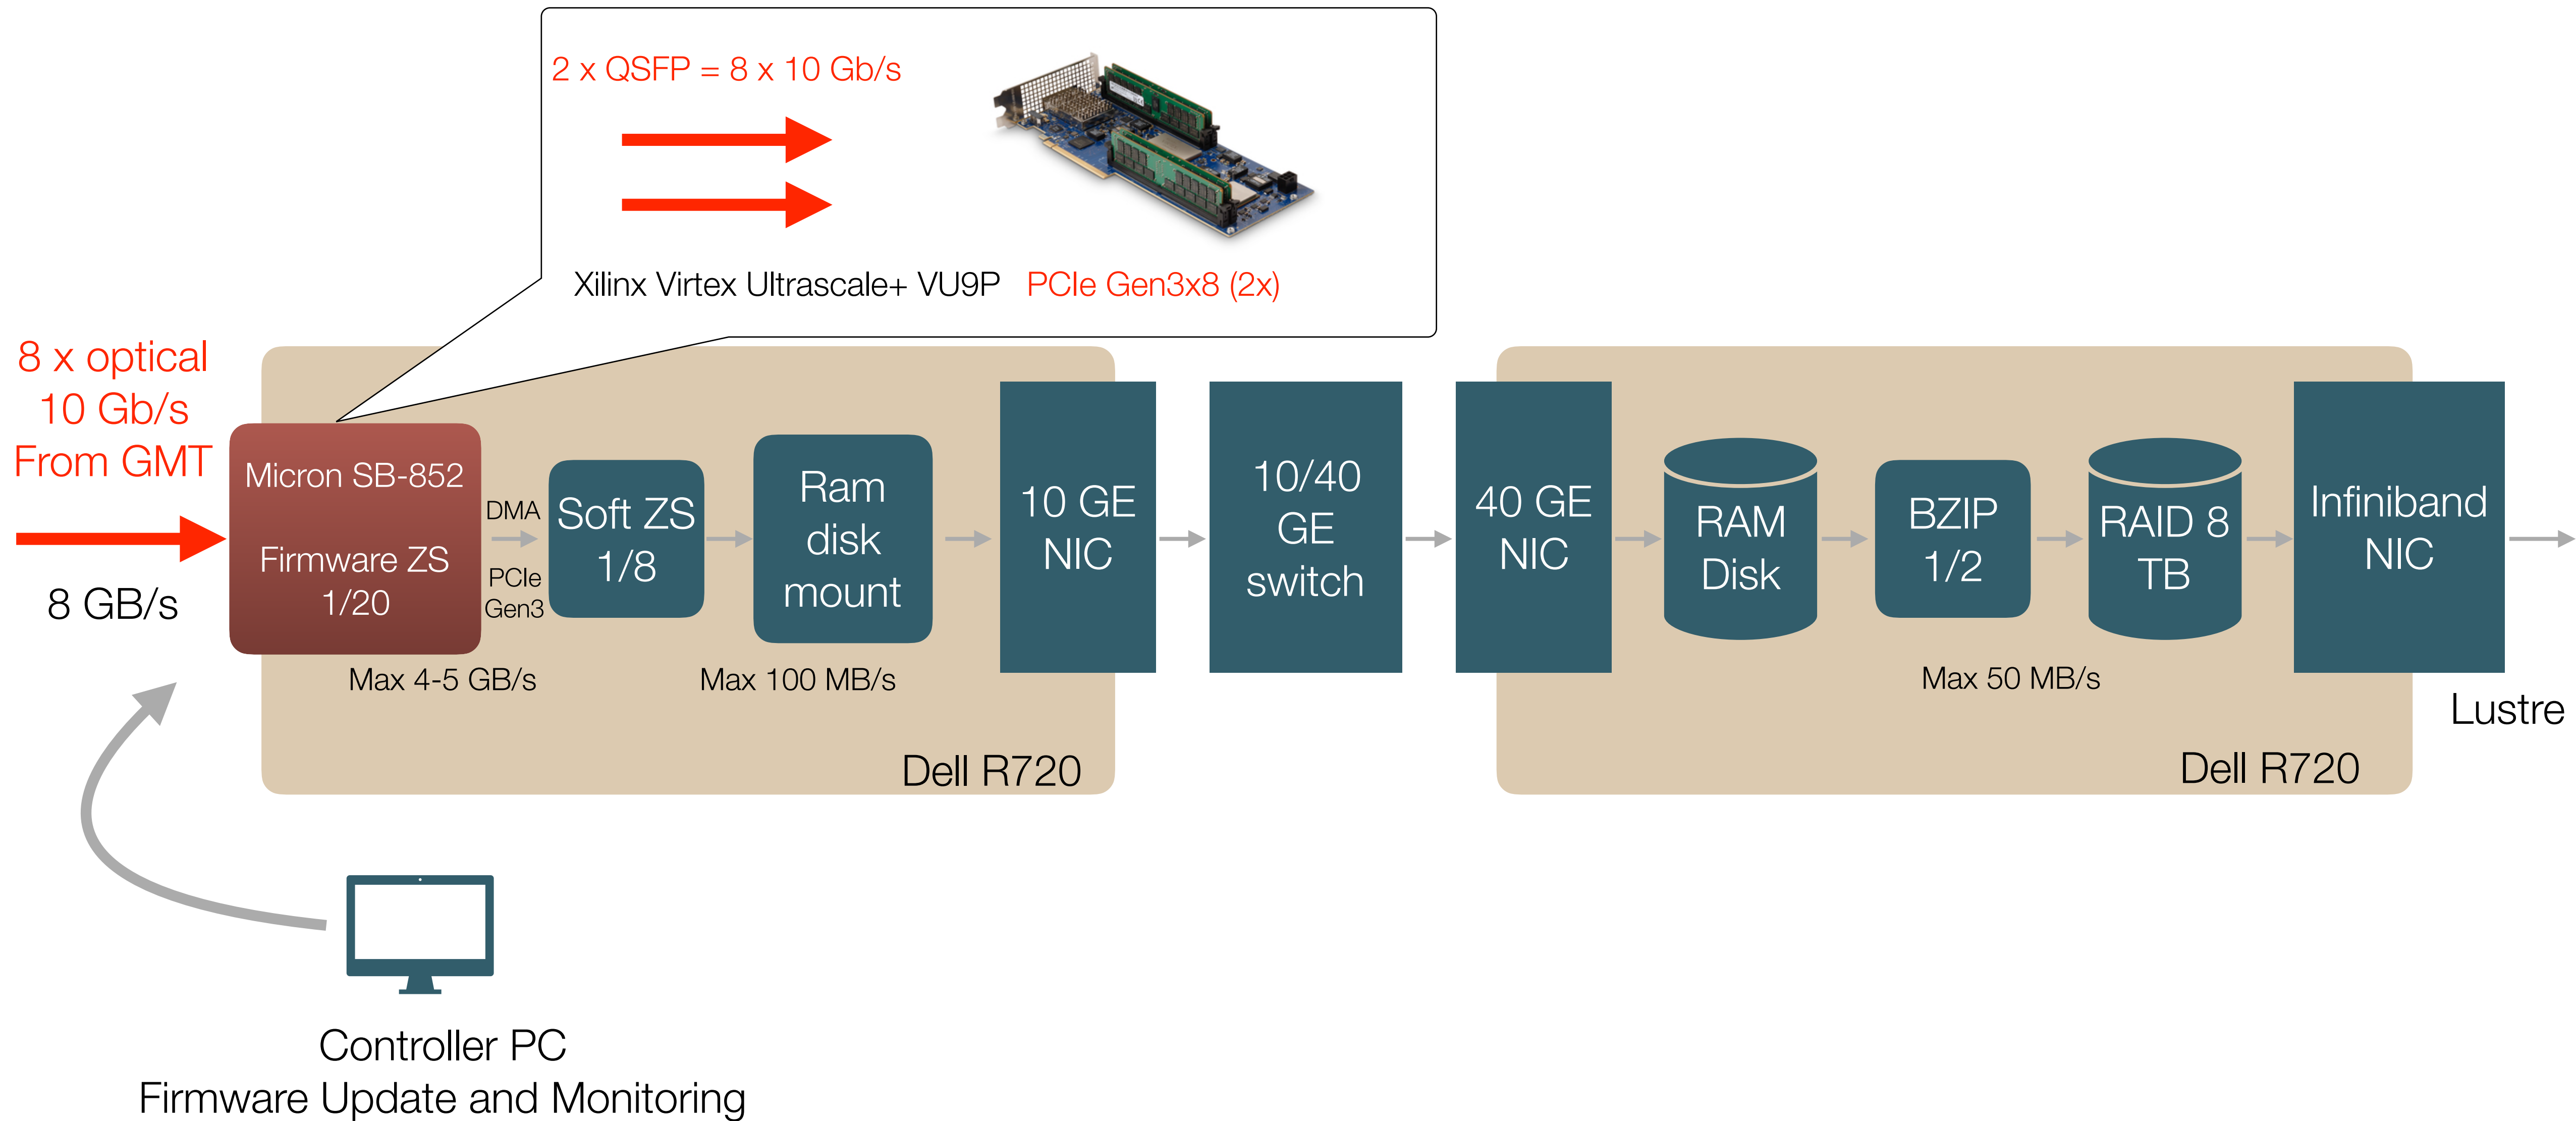 2 x QSFP = 8 x 10 Gb/s
Xilinx Virtex Ultrascale+ VU9P PCIe Gen3x8 (2x)
8 x optical
10 Gb/s
From GMT
8 GB/s
Micron SB-852
Firmware ZS
1/20
DMA
PCIe
Gen3
Soft ZS
1/8
Ram
disk
mount
10 GE
NIC
10/40
GE
switch
40 GE
NIC
RAM
Disk
BZIP
1/2
RAID 8
TB
Infiniband
NIC
Max 4-5 GB/s
Max 100 MB/s
Max 50 MB/s
Lustre
Dell R720
Dell R720
Controller PC
Firmware Update and Monitoring